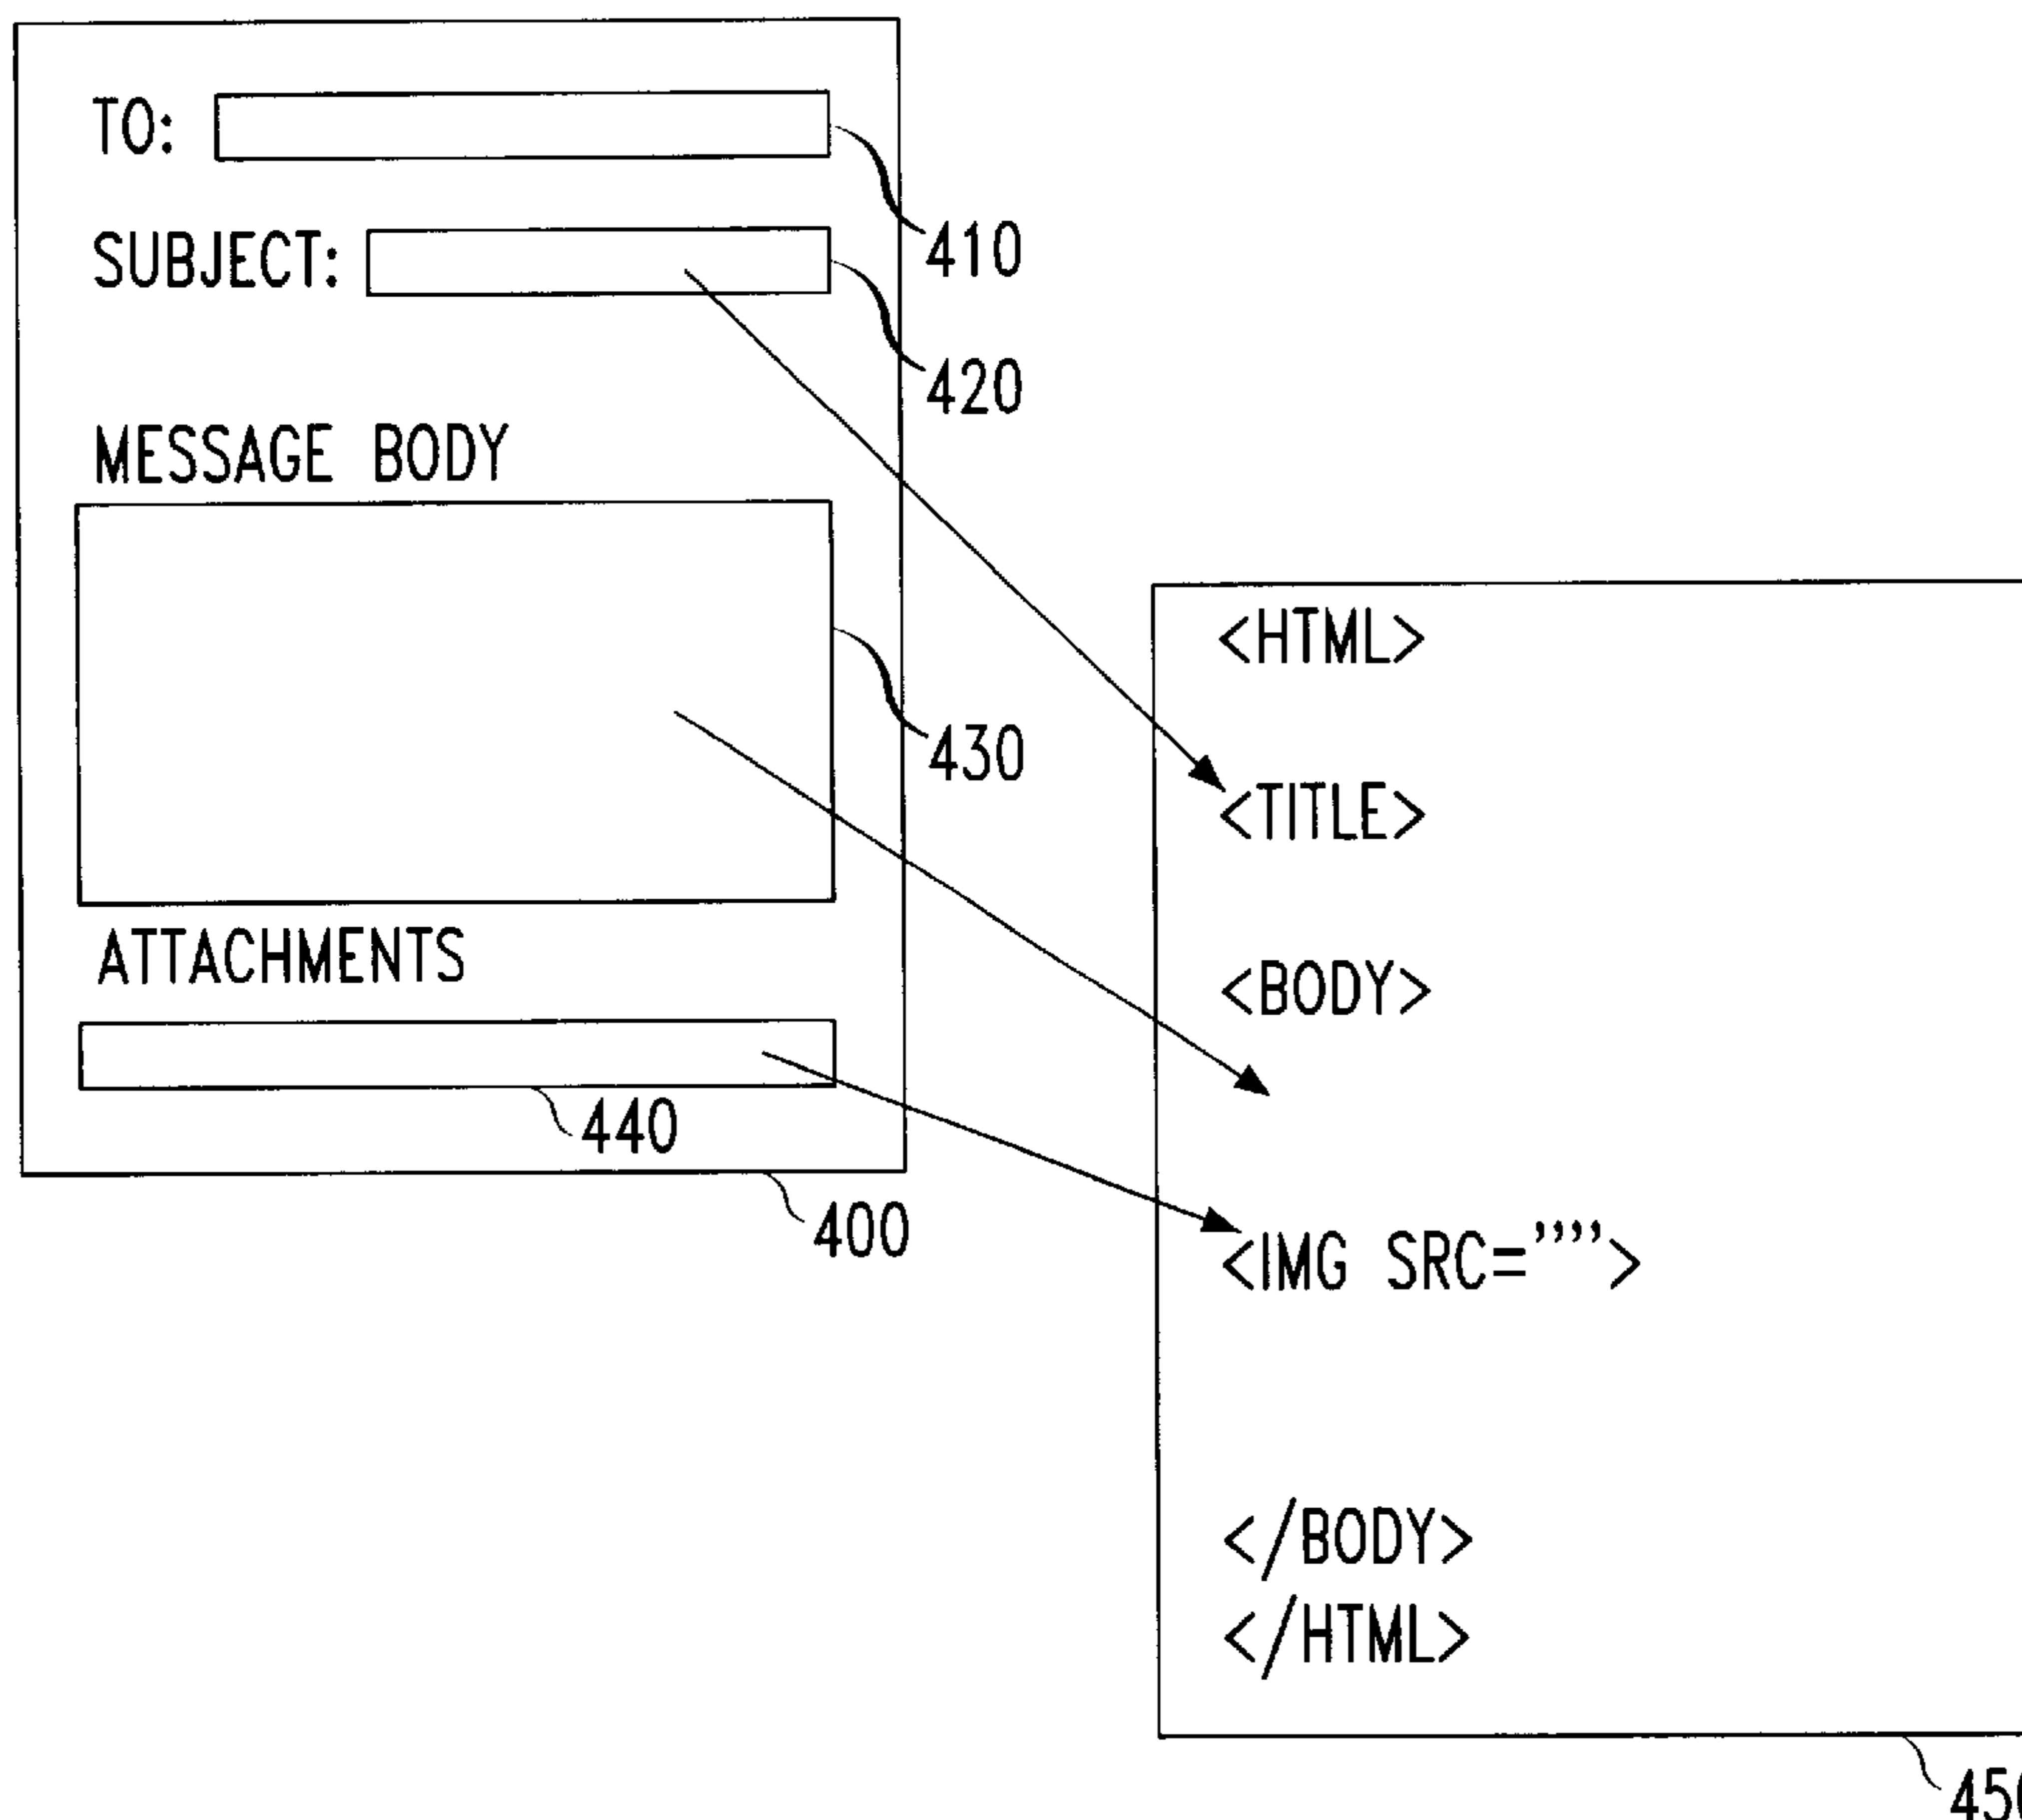 TO:
410
SUBJECT:
420
MESSAGE BODY
430
ATTACHMENTS
440
400
<HTML>
<TITLE>
<BODY>
<IMG SRC="">
</BODY>
</HTML>